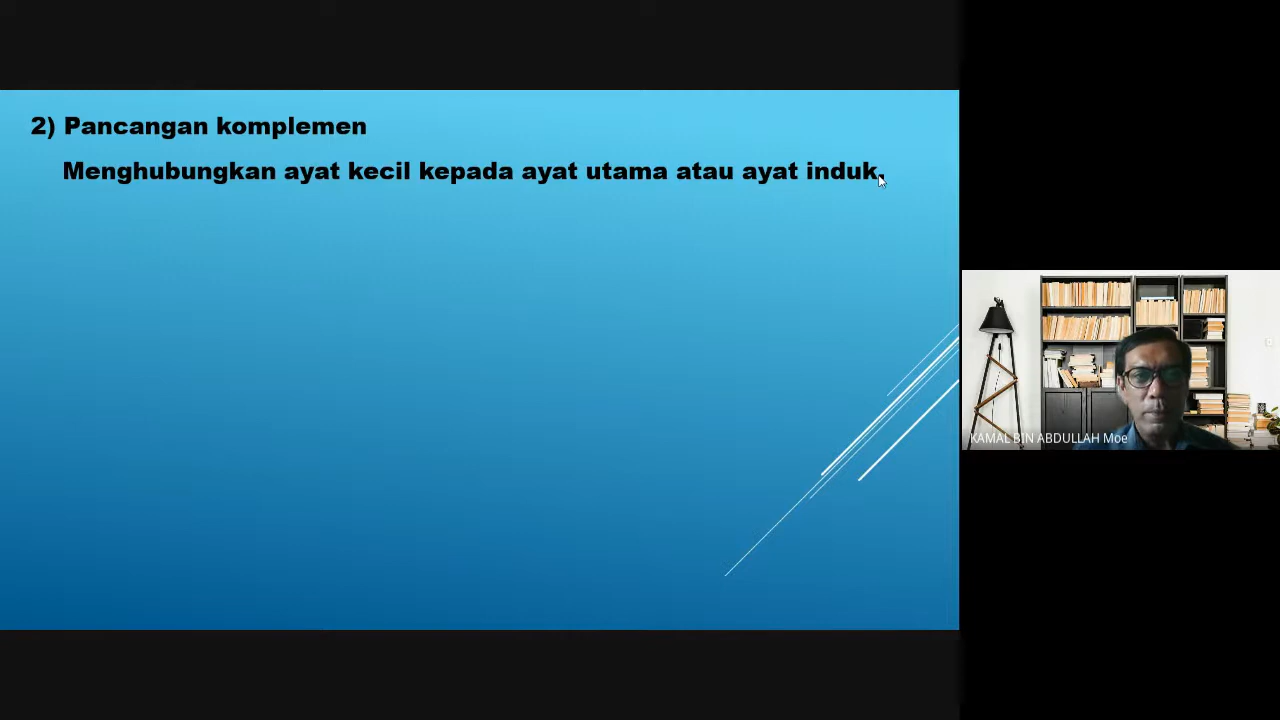 2) Pancangan komplemen
Menghubungkan ayat kecil kepada ayat utama atau ayat induk.
KAMAL BIN ABDULLAH Moe